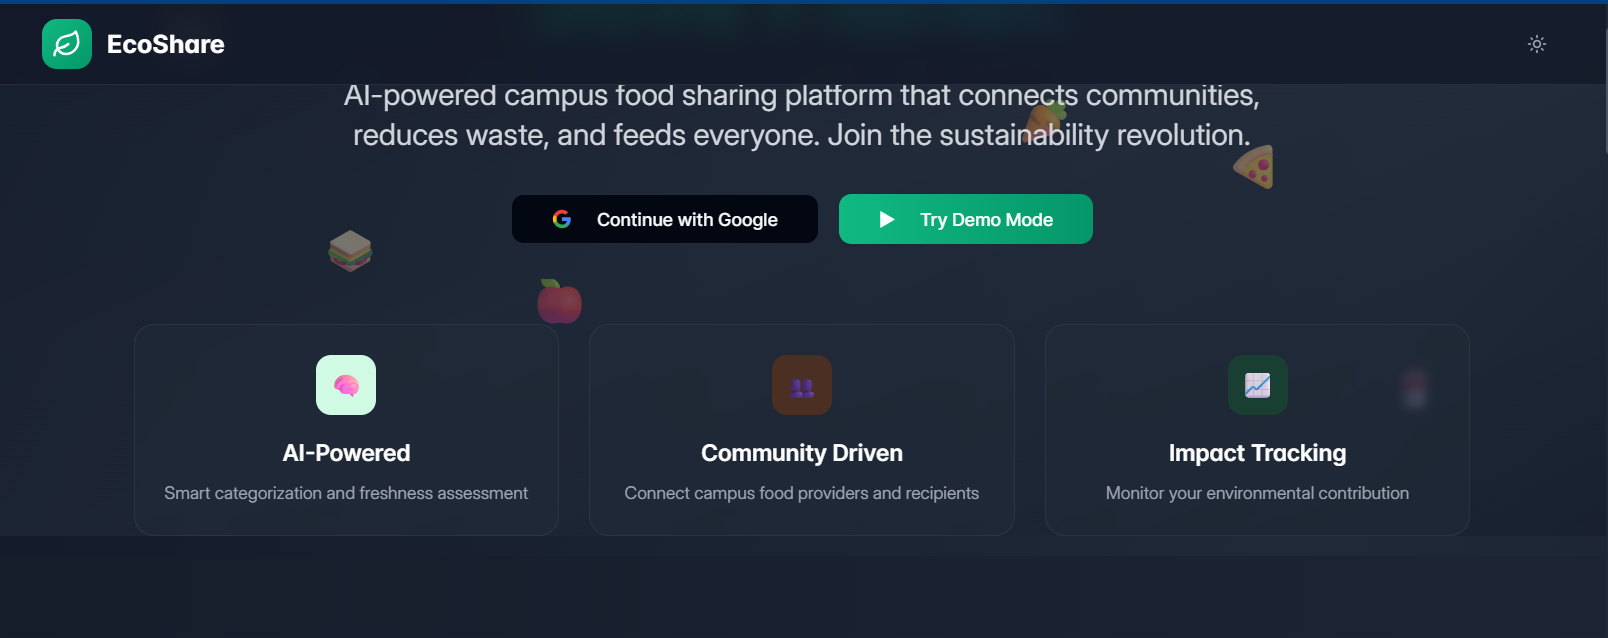 EcoShare
AI-powered campus food sharing platform that connects communities,
reduces waste, and feeds everyone. Join the sustainability revolution.
Continue with Google
Try Demo Mode
AI-Powered
Smart categorization and freshness assessment
Community Driven
Connect campus food providers and recipients
Impact Tracking
Monitor your environmental contribution